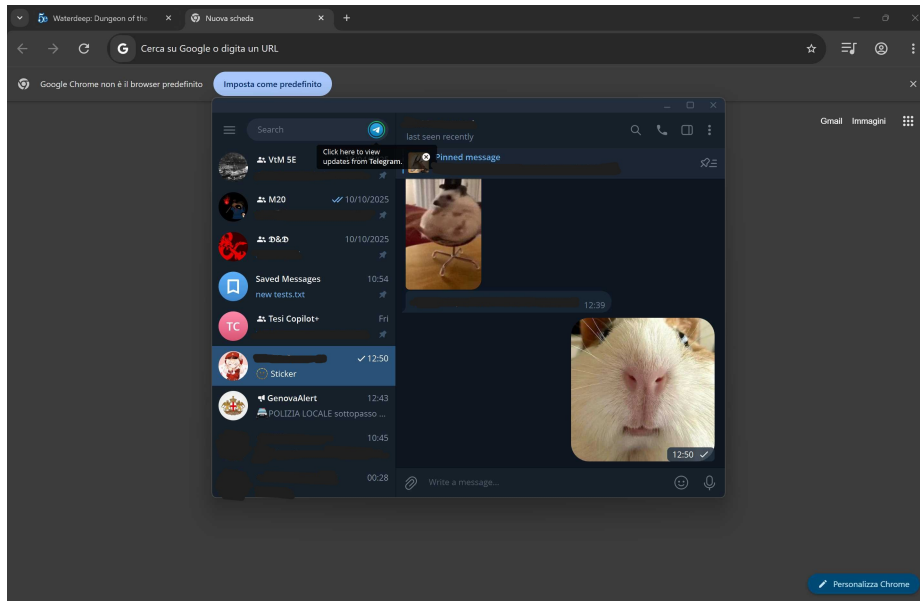 Waterdeep: Dungeon of the
Nuova scheda
Cerca su Google o digita un URL
Google Chrome non è il browser predefinito
Imposta come predefinito
Gmail Immagini
Search
last seen recently
Click here to view
updates from Telegram.
Pinned message
VtM 5E
M20
10/10/2025
D&D
10/10/2025
Saved Messages
10:54
new tests.txt
TC
Tesi Copilot+
Fri
12:50
Sticker
GenovaAlert
12:43
POLIZIA LOCALE sottopasso ...
10:45
00:28
12:39
12:50
Write a message...
Personalizza Chrome